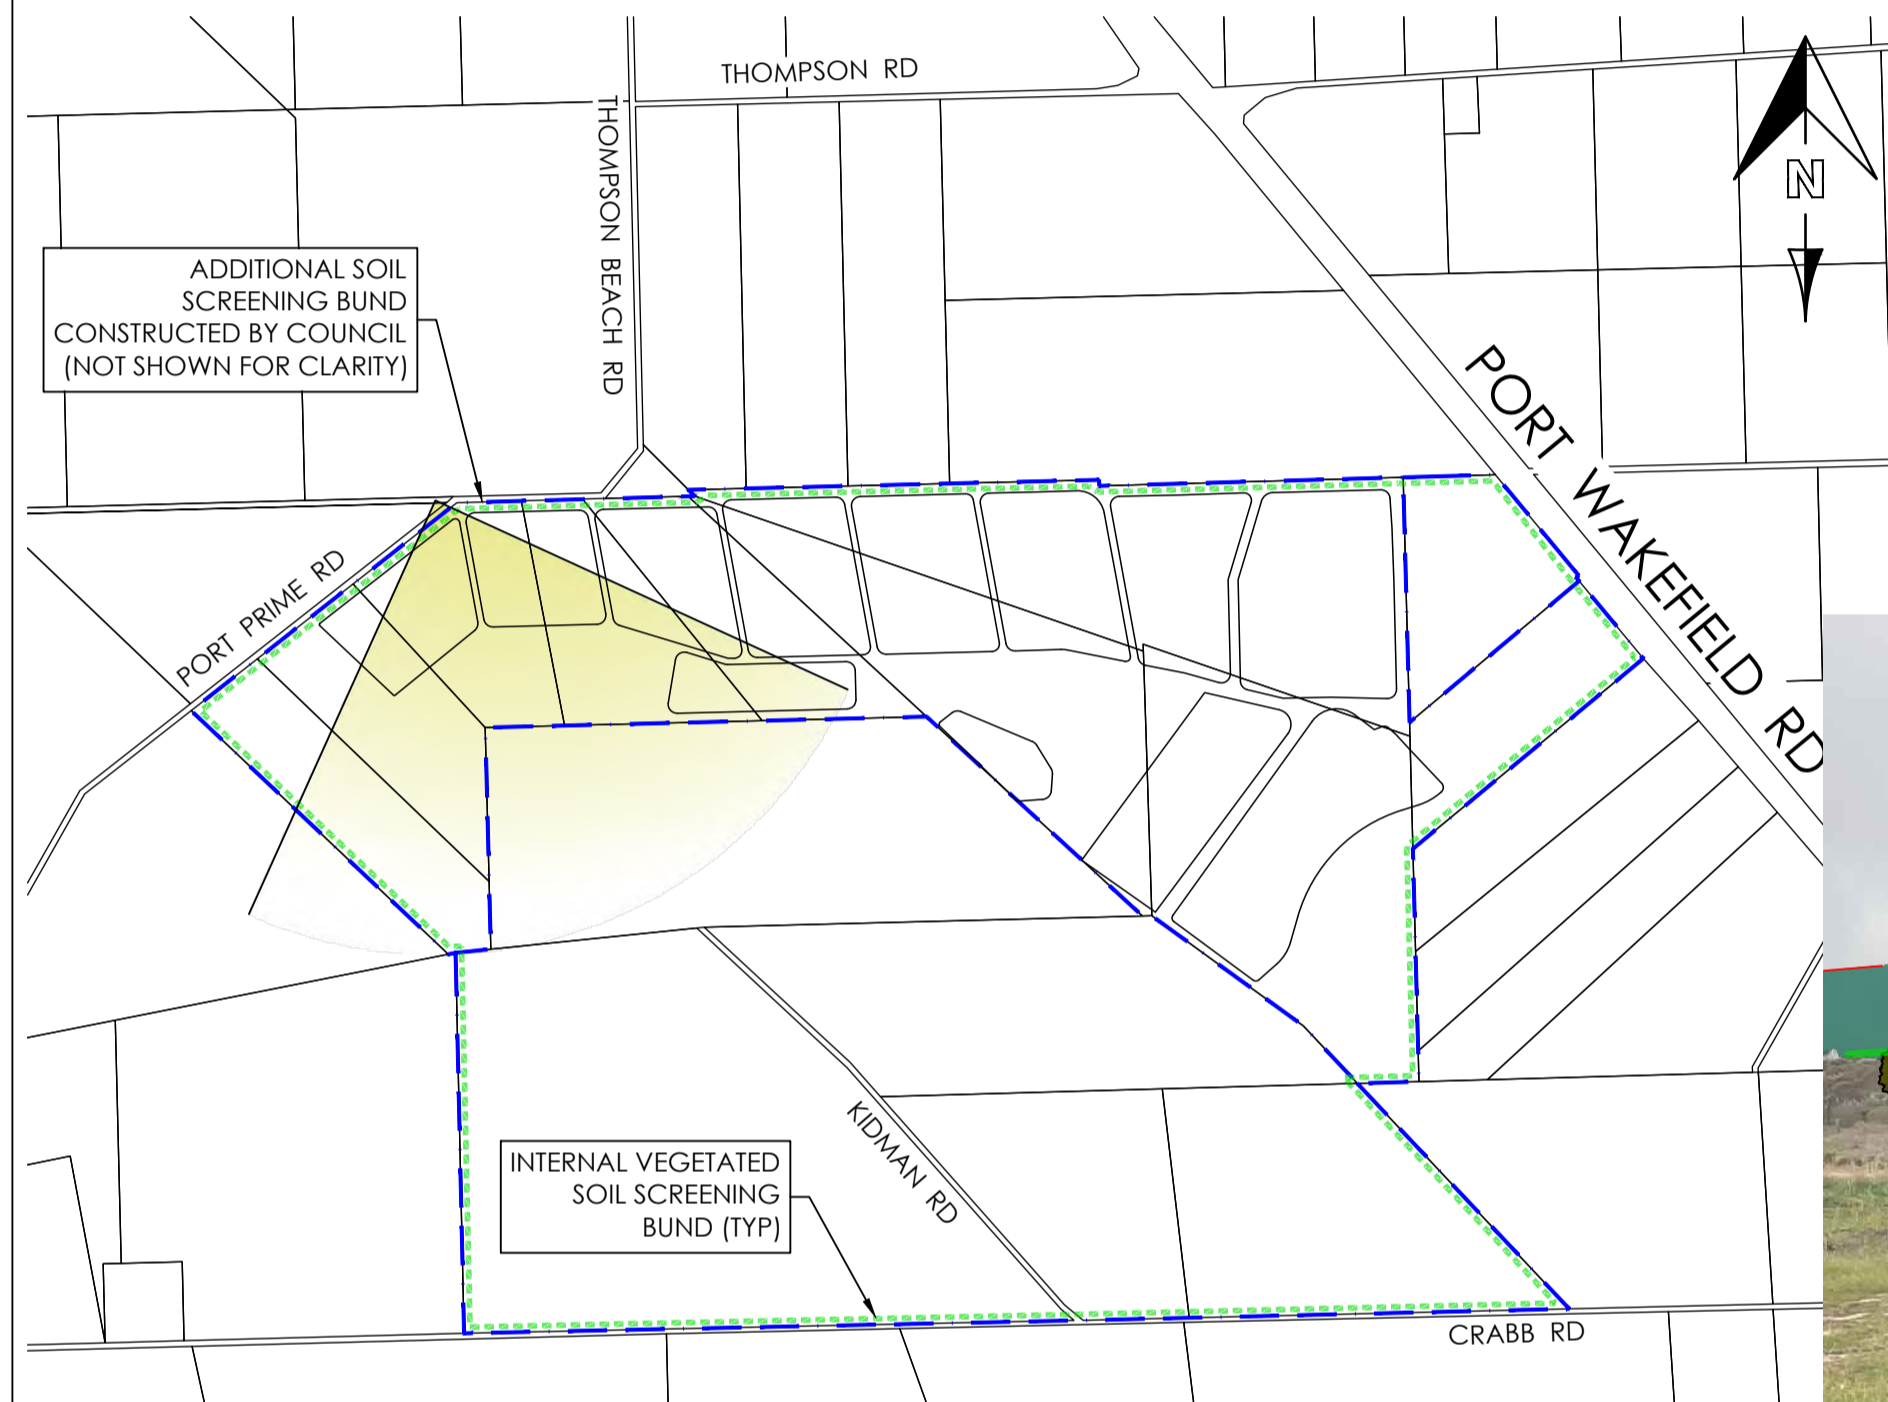 THOMPSON RD
THOMPSON BEACH RD
N
ADDITIONAL SOIL
SCREENING BUND
CONSTRUCTED BY COUNCIL
(NOT SHOWN FOR CLARITY)
PORT WAKEFIELD RD
PORT PRIME RD
KIDMAN RD
INTERNAL VEGETATED
SOIL SCREENING
BUND (TYP)
CRABB RD